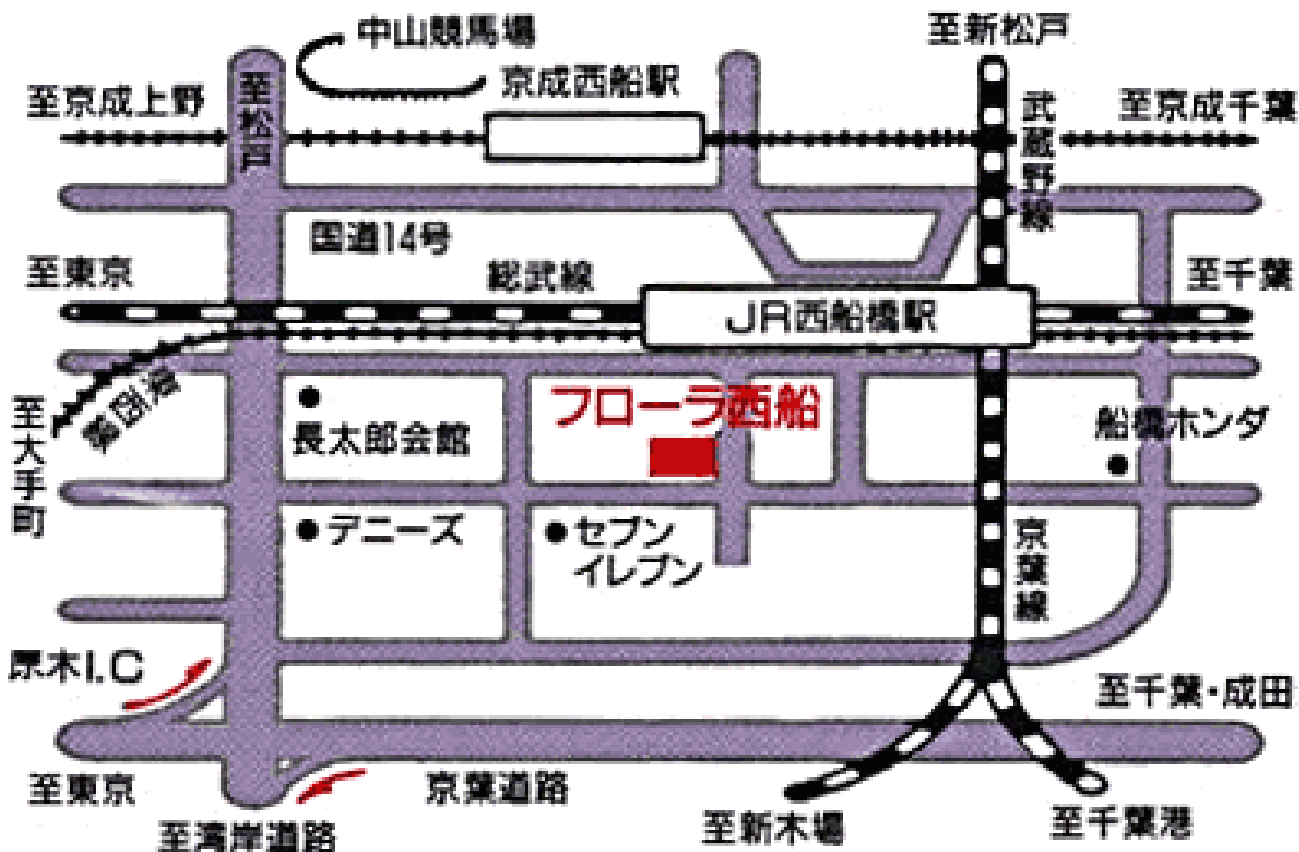 中山競馬場
至新松戸
京成西船駅
至京成上野
至松戸
武蔵野線
至京成千葉
国道14号
至東京
総武線
至千葉
JR西船橋駅
フローラ西船
至大手町
長太郎会館
船橋ホンダ
デニーズ
セブン
イレブン
京葉線
原木I.C
至千葉・成田
至東京
京葉道路
至湾岸道路
至新木場
至千葉港